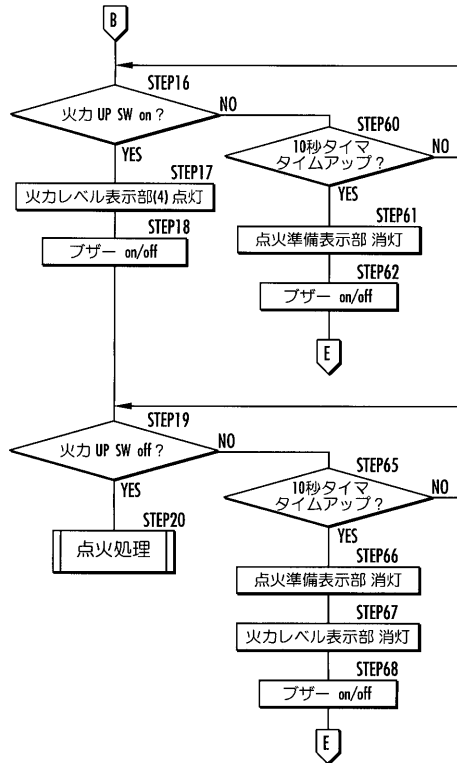 B
STEP16
火力 UP SW on ?
NO
YES
STEP60
10秒タイマ
タイムアップ ?
NO
YES
STEP17
火力レベル表示部(4) 点灯
STEP18
ブザー on/off
STEP61
点火準備表示部 消灯
STEP62
ブザー on/off
E
STEP19
火力 UP SW off ?
NO
YES
STEP65
10秒タイマ
タイムアップ ?
NO
YES
STEP20
点火処理
STEP66
点火準備表示部 消灯
STEP67
火力レベル表示部 消灯
STEP68
ブザー on/off
E